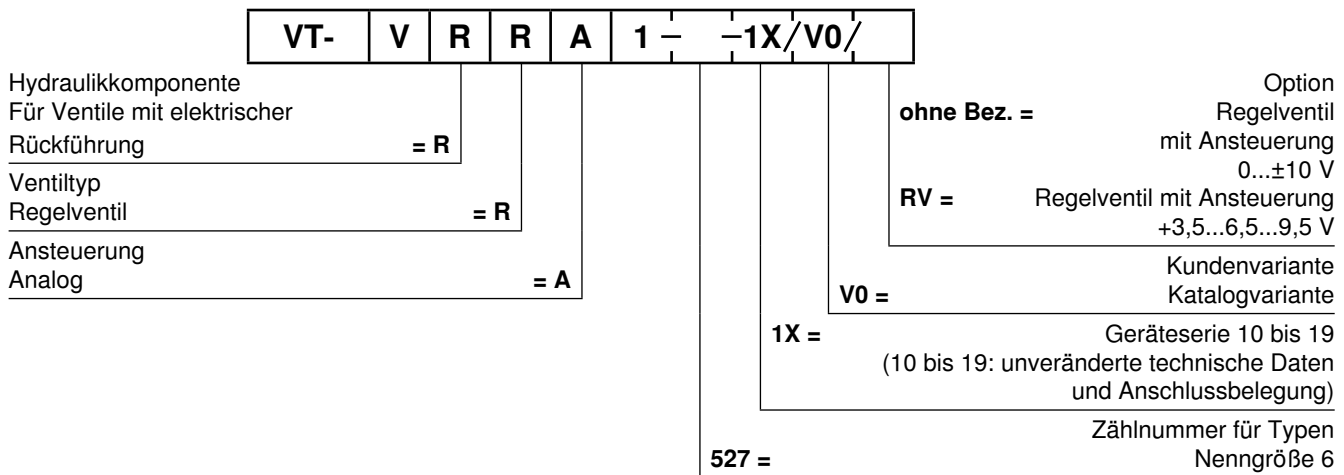 VT- V R R A 1 – –1X/V0/
Hydraulikkomponente
Für Ventile mit elektrischer
Rückführung = R
Ventiltyp
Regelventil = R
Ansteuerung
Analog = A
Option
ohne Bez. = Regelventil
mit Ansteuerung
0...±10 V
RV = Regelventil mit Ansteuerung
+3,5...6,5...9,5 V
Kundenvariante
V0 = Katalogvariante
1X = Geräteserie 10 bis 19
(10 bis 19: unveränderte technische Daten
und Anschlussbelegung)
Zählnummer für Typen
527 = Nenngröße 6